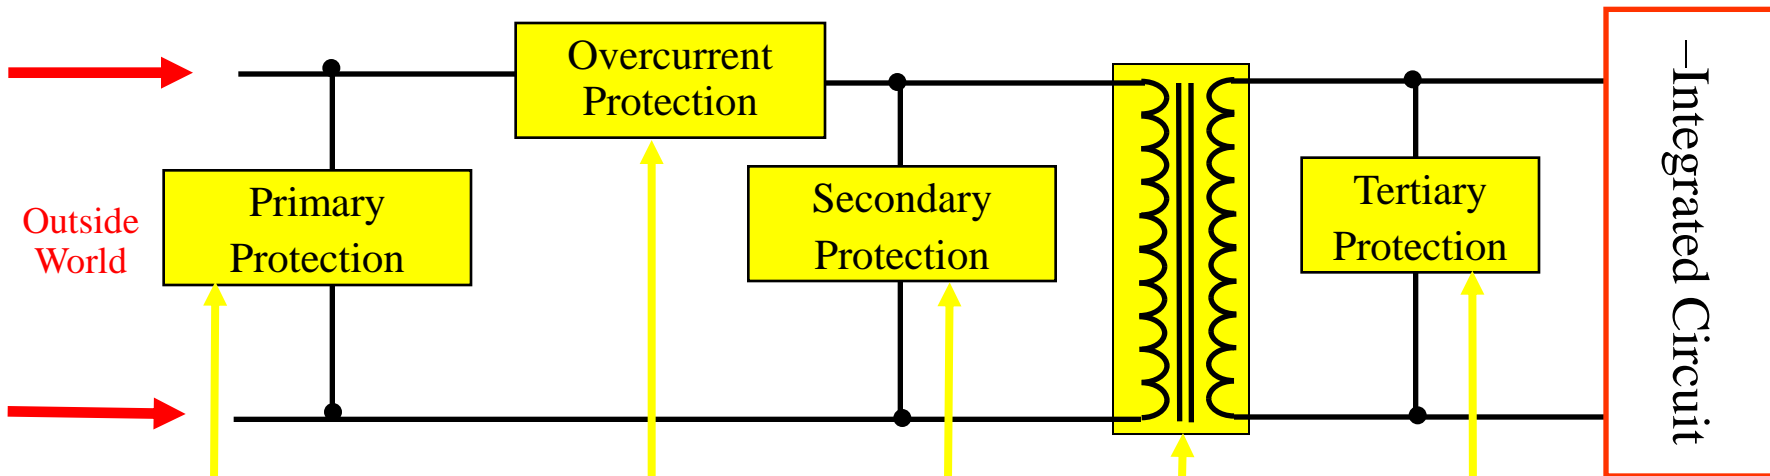 Overcurrent
Protection
Outside
World
Primary
Protection
Secondary
Protection
Tertiary
Protection
–Integrated Circuit